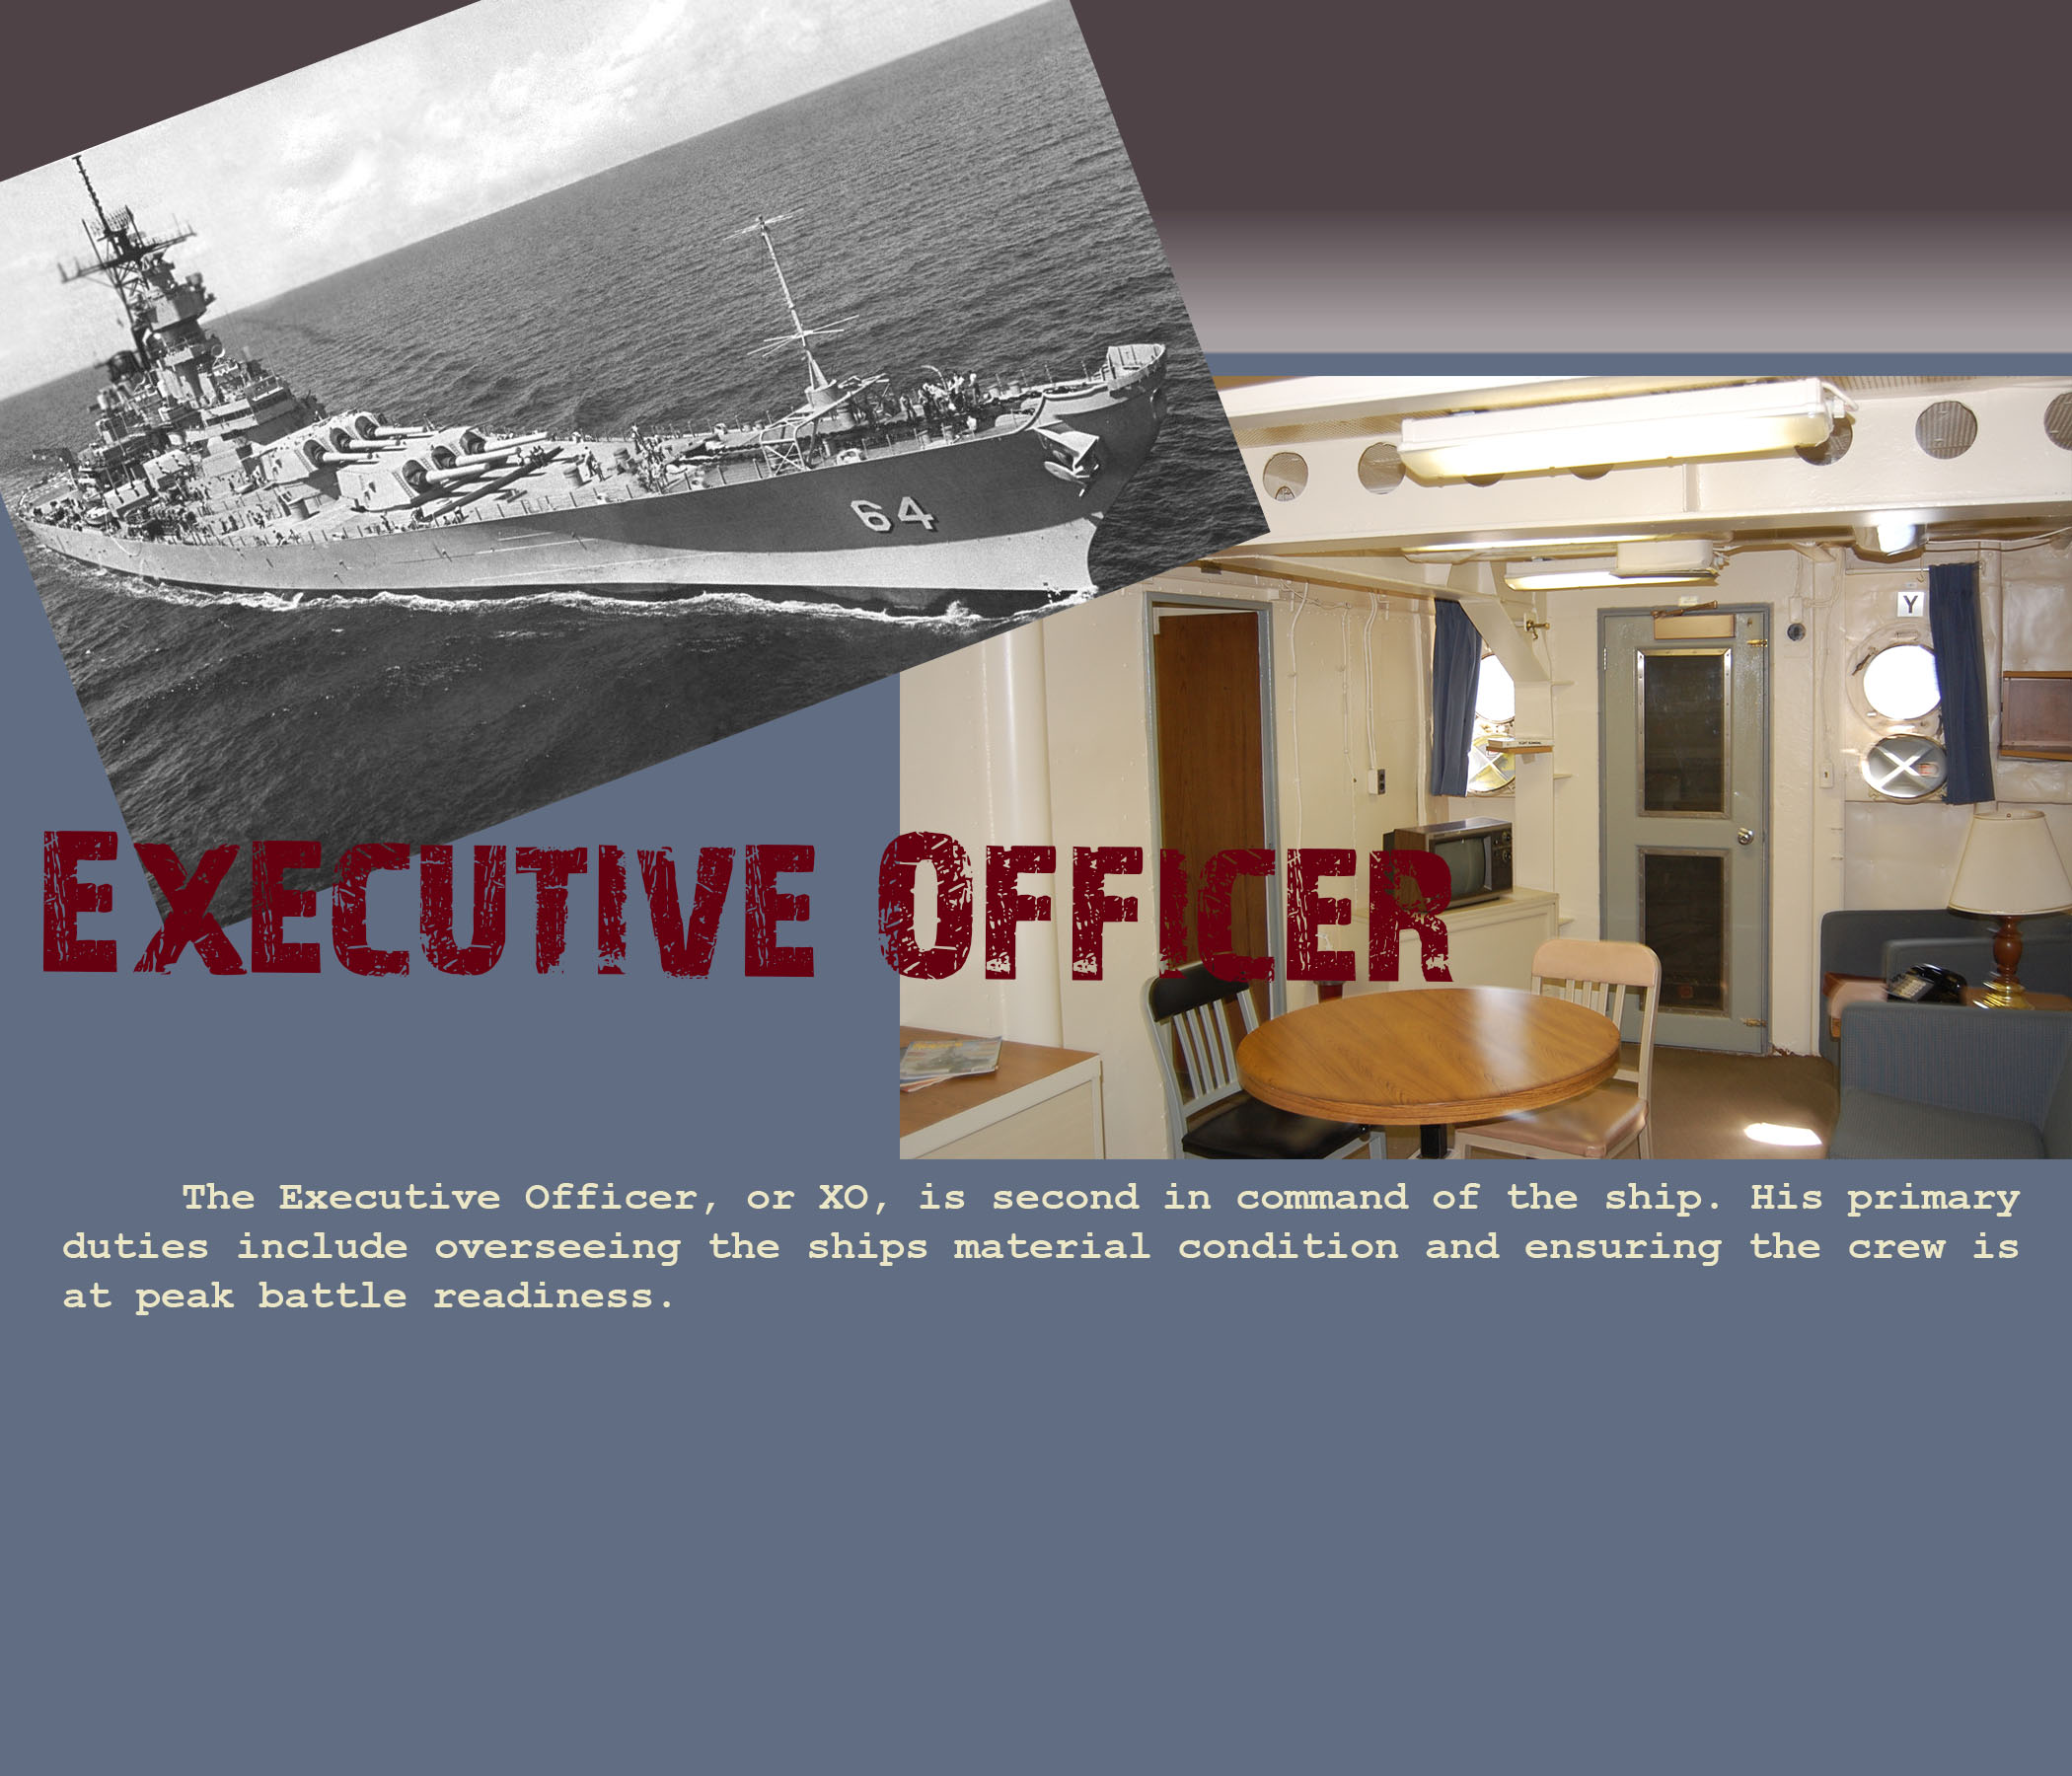 64
Y
EXECUTIVE OFFICER
The Executive Officer, or XO, is second in command of the ship. His primary
duties include overseeing the ships material condition and ensuring the crew is
at peak battle readiness.